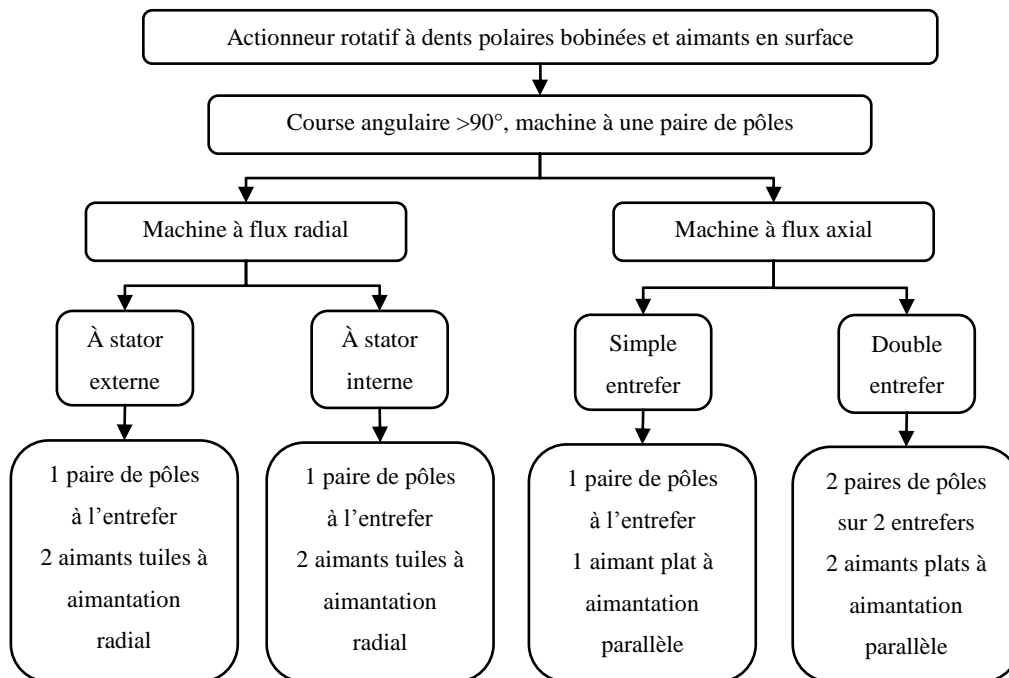 Actionneur rotatif à dents polaires bobinées et aimants en surface
Course angulaire >90°, machine à une paire de pôles
Machine à flux radial
Machine à flux axial
À stator
externe
À stator
interne
Simple
entrefer
Double
entrefer
1 paire de pôles
à l’entrefer
2 aimants tuiles à
aimantation
radial
1 paire de pôles
à l’entrefer
2 aimants tuiles à
aimantation
radial
1 paire de pôles
à l’entrefer
1 aimant plat à
aimantation
parallèle
2 paires de pôles
sur 2 entrefers
2 aimants plats à
aimantation
parallèle